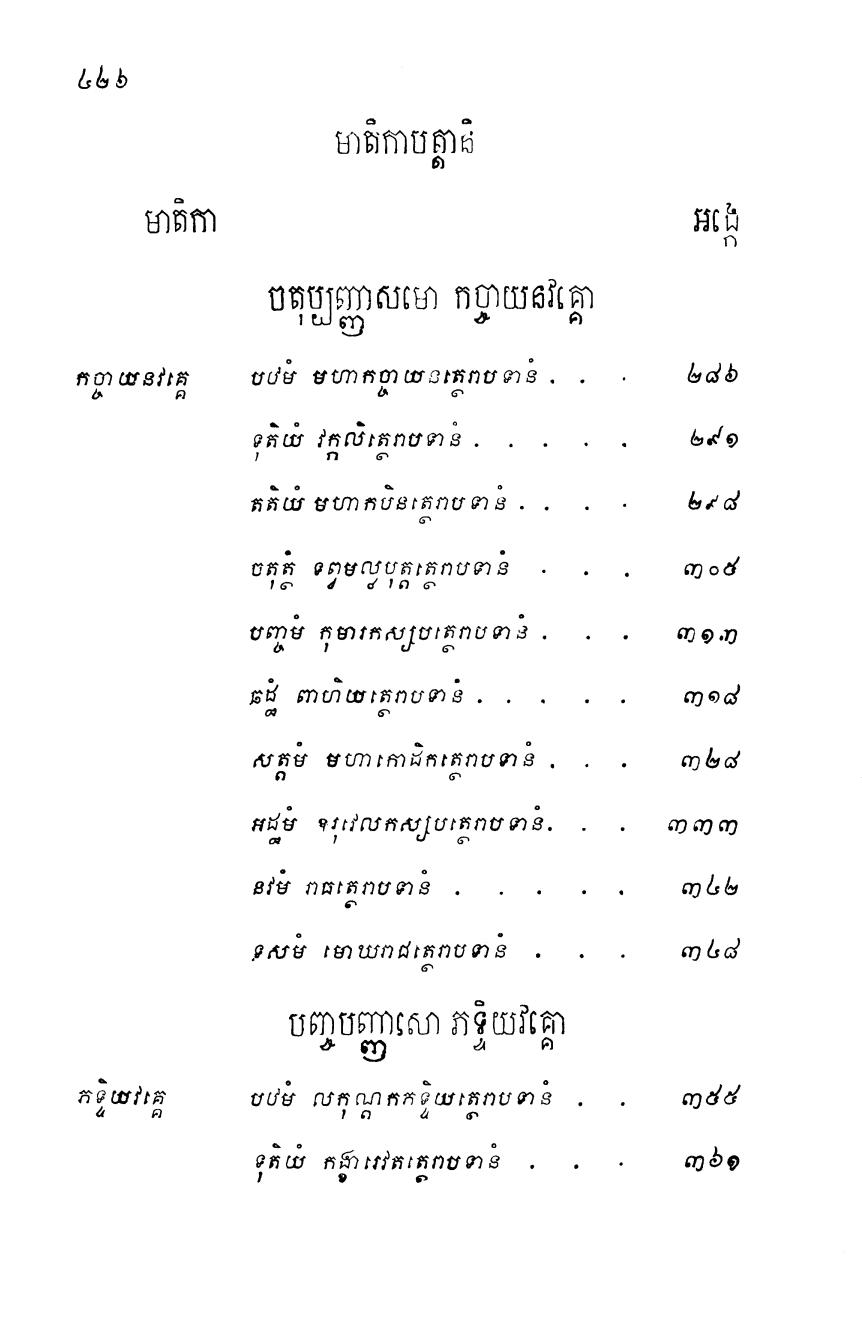 ៤២៦
មាតិកាបត្តានិ
មាតិកា អង្កេ
ចតុប្បញ្ញាសមោ កច្ចាយនវគ្គោ
កច្ចាយនវគ្គេ បឋមំ មហាកច្ចាយនត្ថេរាបទានំ . . . ២៨៦
ទុតិយំ វក្កលិត្ថេរាបទានំ . . . . . ២៩១
តតិយំ មហាកបិនត្ថេរាបទានំ . . . . ២៩៨
ចតុត្ថំ ទព្វមល្លបុត្តត្ថេរាបទានំ . . . ៣០៥
បញ្ចមំ កុមារកស្សបត្ថេរាបទានំ . . . ៣១៣
ឆដ្ឋំ ពាហិយត្ថេរាបទានំ . . . . . ៣១៨
សត្តមំ មហាកោដិកត្ថេរាបទានំ . . . ៣២៨
អដ្ឋមំ ឧរុវេលកស្សបត្ថេរាបទានំ . . . ៣៣៣
នវមំ រាធត្ថេរាបទានំ . . . . . ៣៤២
ទសមំ មោឃរាជត្ថេរាបទានំ . . . ៣៤៨
បញ្ចបញ្ញាសោ ភទ្ទិយវគ្គោ
ភទ្ទិយវគ្គេ បឋមំ លកុណ្ដកភទ្ទិយត្ថេរាបទានំ . . ៣៥៥
ទុតិយំ កង្ខារេវតត្ថេរាបទានំ . . . ៣៦១